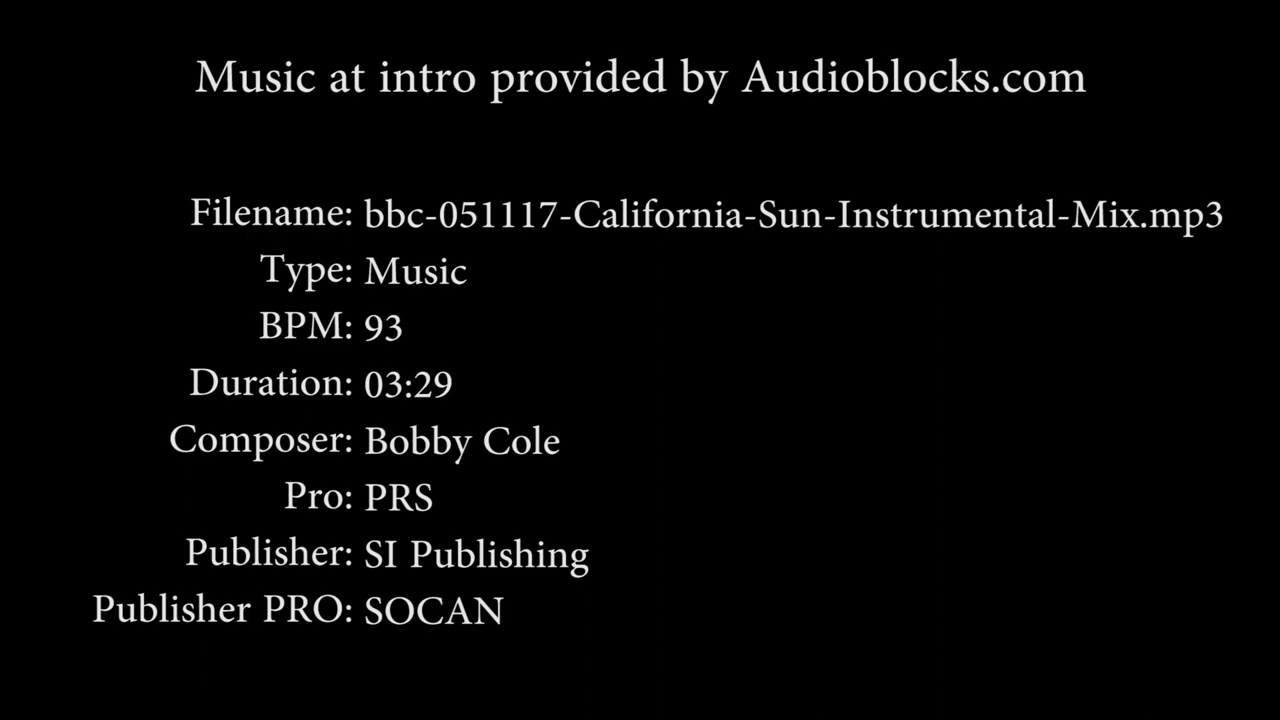 Music at intro provided by Audioblocks.com
Filename: bbc-051117-California-Sun-Instrumental-Mix.mp3
Type: Music
BPM: 93
Duration: 03:29
Composer: Bobby Cole
Pro: PRS
Publisher: SI Publishing
Publisher PRO: SOCAN